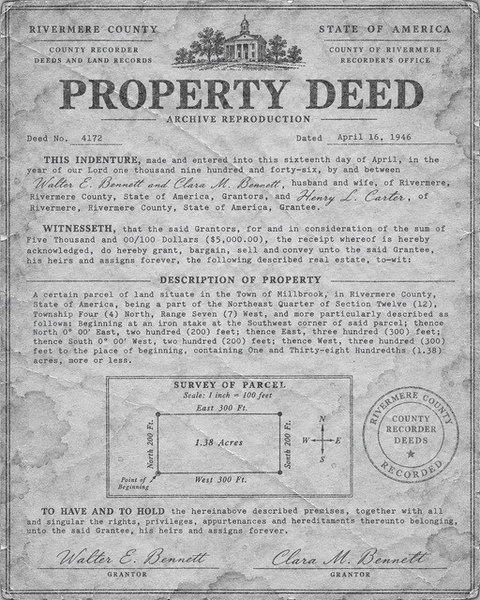 RIVERMERE COUNTY
COUNTY RECORDER
DEEDS AND LAND RECORDS
STATE OF AMERICA
COUNTY OF RIVERMERE
RECORDER'S OFFICE
PROPERTY DEED
ARCHIVE REPRODUCTION
Deed No. 4172
Dated April 16, 1946
THIS INDENTURE, made and entered into this sixteenth day of April, in the
year of our Lord one thousand nine hundred and forty-six, by and between
Walter E. Bennett and Clara M. Bennett, husband and wife, of Rivermere,
Rivermere County, State of America, Grantors, and Henry L. Carter, of
Rivermere, Rivermere County, State of America, Grantee.
WITNESSETH, that the said Grantors, for and in consideration of the sum of
Five Thousand and 00/100 Dollars ($5,000.00), the receipt whereof is hereby
acknowledged, do hereby grant, bargain, sell and convey unto the said Grantee,
his heirs and assigns forever, the following described real estate, to-wit:
DESCRIPTION OF PROPERTY
A certain parcel of land situate in the Town of Millbrook, in Rivermere County,
State of America, being a part of the Northeast Quarter of Section Twelve (12),
Township Four (4) North, Range Seven (7) West, and more particularly described as
follows: Beginning at an iron stake at the Southwest corner of said parcel; thence
North 0° 00' East, two hundred (200) feet; thence East, three hundred (300) feet;
thence South 0° 00' West, two hundred (200) feet; thence West, three hundred (300)
feet to the place of beginning, containing One and Thirty-eight Hundredths (1.38)
acres, more or less.
SURVEY OF PARCEL
Scale: 1 inch = 100 feet
East 300 Ft.
North 200 Ft.
1.38 Acres
South 200 Ft.
West 300 Ft.
Point of
Beginning
N
W E
S
RIVERMERE COUNTY
COUNTY
RECORDER
DEEDS
RECORDED
TO HAVE AND TO HOLD the hereinabove described premises, together with all
and singular the rights, privileges, appurtenances and hereditaments thereunto belonging,
unto the said Grantee, his heirs and assigns forever.
Walter E. Bennett
GRANTOR
Clara M. Bennett
GRANTOR